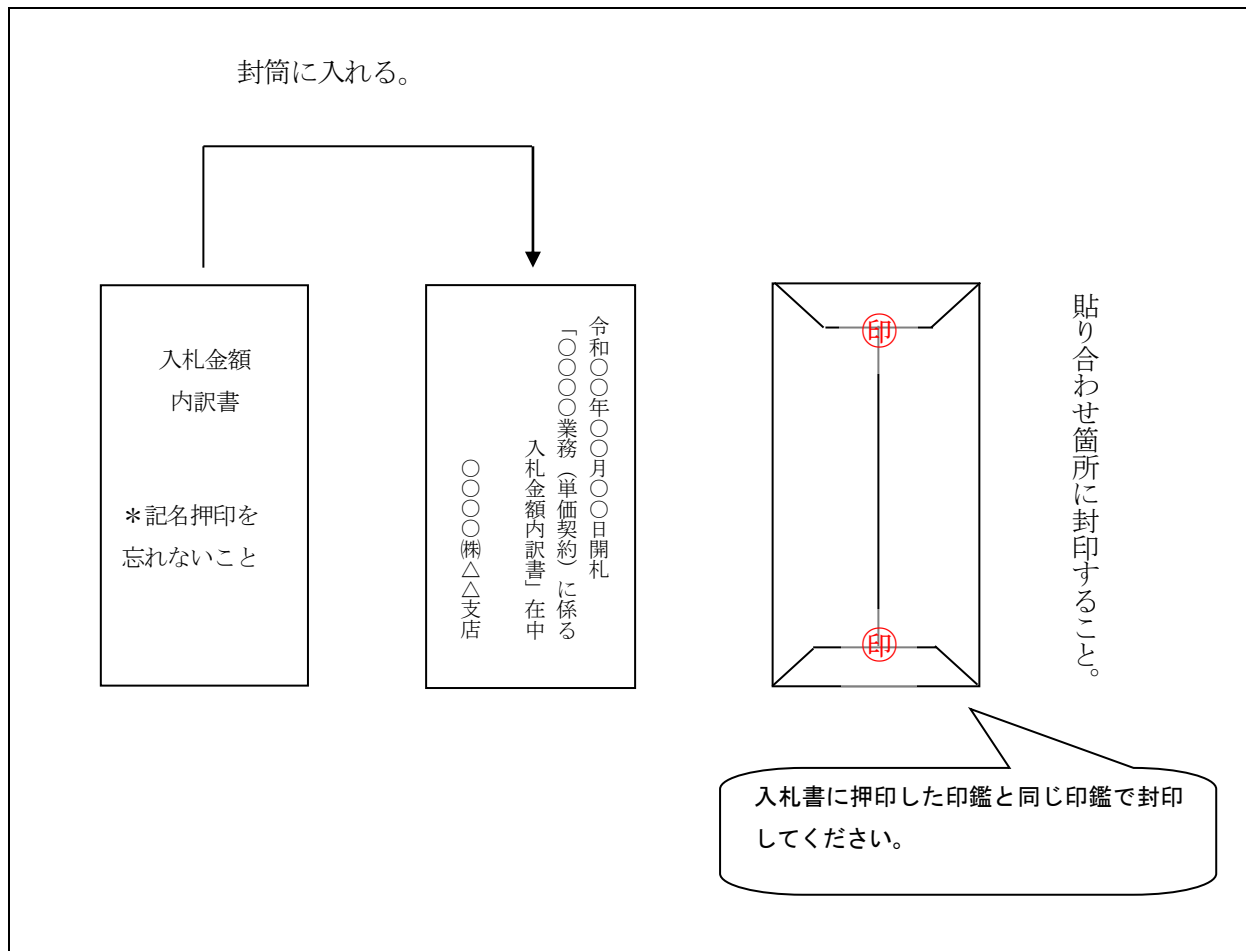 封筒に入れる。
入札金額
内訳書
＊記名押印を
忘れないこと
令和〇〇年〇〇月〇〇日開札
「〇〇〇〇業務（単価契約）に係る
入札金額内訳書」在中
〇〇〇〇㈱△△支店
印
印
貼り合わせ箇所に封印すること。
入札書に押印した印鑑と同じ印鑑で封印
してください。